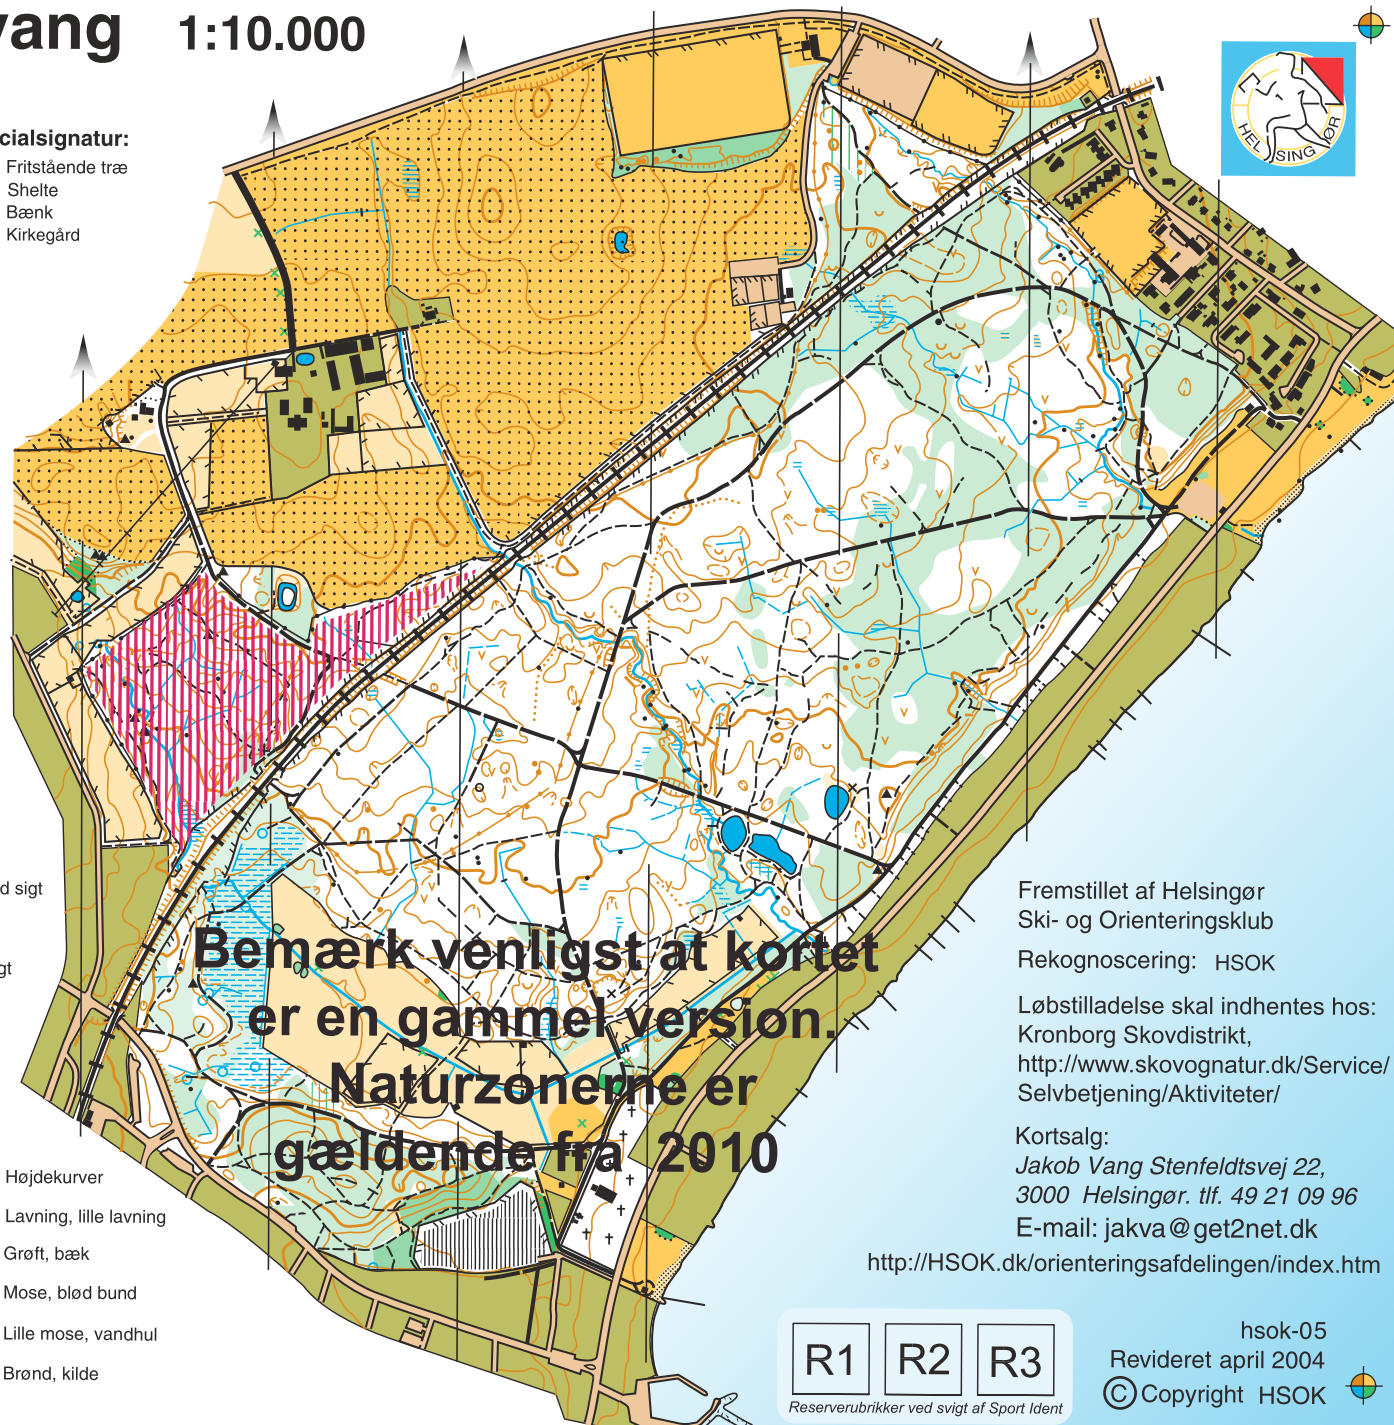 vang 1:10.000
cialsignatur:
Fritstående træ
Shelte
Bænk
Kirkegård
HELSINGØR
d sigt
gt
Bemærk venligst at kortet
er en gammel version.
Naturzonerne er
gældende fra 2010
Højdekurver
Lavning, lille lavning
Grøft, bæk
Mose, blød bund
Lille mose, vandhul
Brønd, kilde
Fremstillet af Helsingør
Ski- og Orienteringsklub
Rekognoscering: HSOK
Løbstilladelse skal indhentes hos:
Kronborg Skovdistrikt,
http://www.skovognatur.dk/Service/
Selvbetjening/Aktiviteter/
Kortsalg:
Jakob Vang Stenfeldtsvej 22,
3000 Helsingør. tlf. 49 21 09 96
E-mail: jakva@get2net.dk
http://HSOK.dk/orienteringsafdelingen/index.htm
R1 R2 R3
Reserverubrikker ved svigt af Sport Ident
hsok-05
Revideret april 2004
© Copyright HSOK